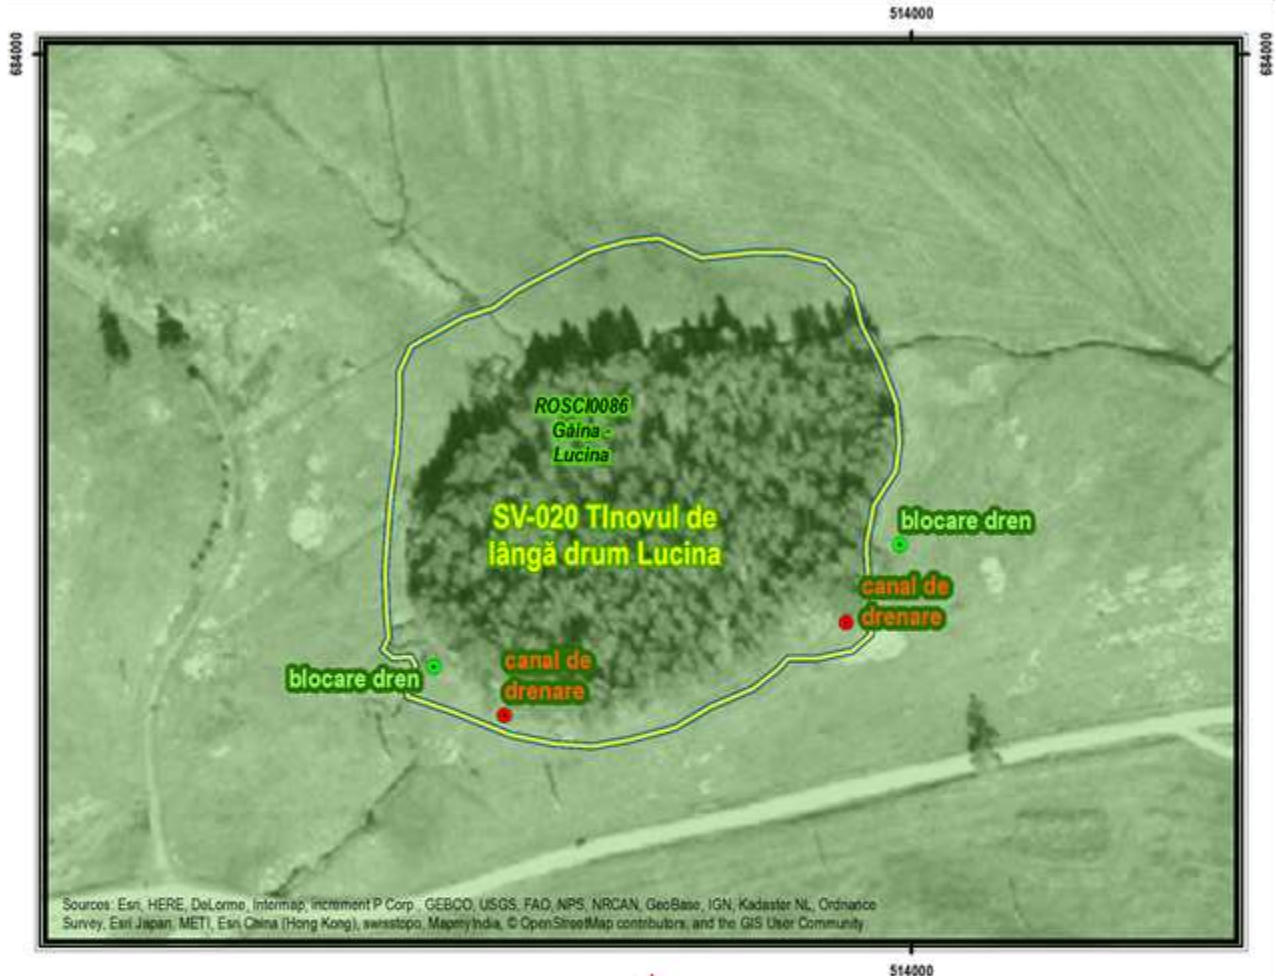 514000
684000
684000
ROSCI0086
Găina -
Lucina
SV-020 TInovul de
lângă drum Lucina
blocare dren
canal de
drenare
canal de
drenare
blocare dren
Sources: Esri, HERE, DeLorme, Intermap, increment P Corp., GEBCO, USGS, FAO, NPS, NRCAN, GeoBase, IGN, Kadaster NL, Ordnance
Survey, Esri Japan, METI, Esri China (Hong Kong), swisstopo, MapmyIndia, © OpenStreetMap contributors, and the GIS User Community
514000